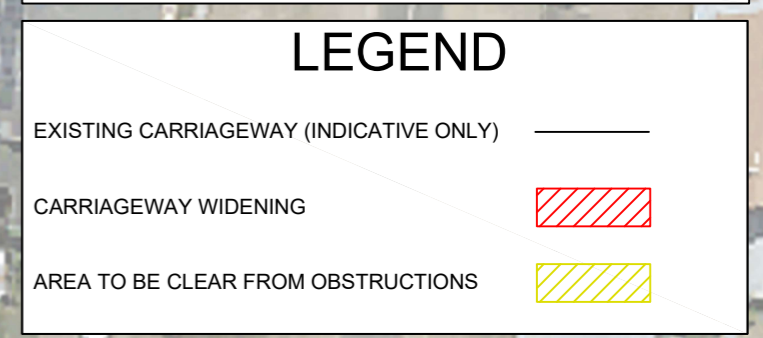 LEGEND
EXISTING CARRIAGEWAY (INDICATIVE ONLY)
CARRIAGEWAY WIDENING
AREA TO BE CLEAR FROM OBSTRUCTIONS